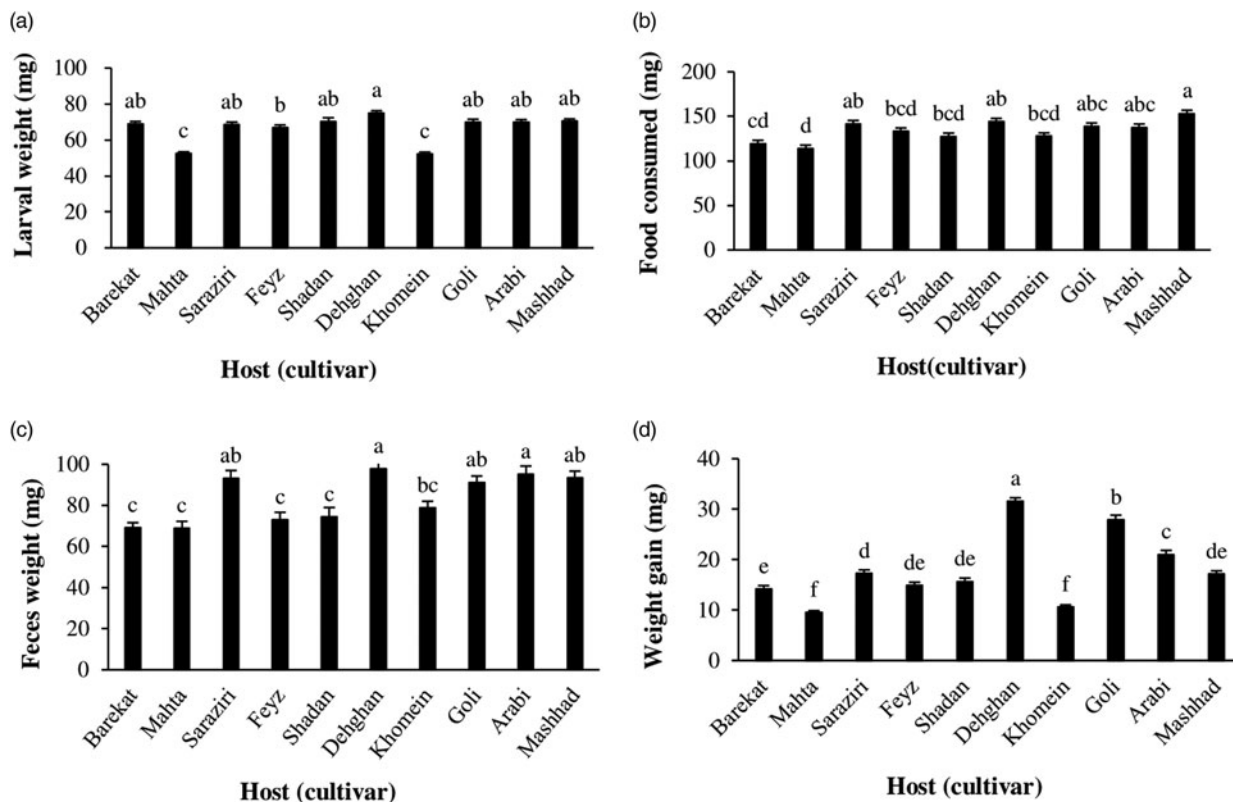 (a)
Larval weight (mg)
100
80
60
40
20
0
ab
c
ab
b
ab
a
c
ab
ab
ab
Barekat
Mahta
Saraziri
Feyz
Shadan
Dehghan
Khomein
Goli
Arabi
Mashhad
Host (cultivar)
(b)
Food consumed (mg)
200
150
100
50
0
cd
d
ab
bcd
bcd
ab
bcd
abc
abc
a
Barekat
Mahta
Saraziri
Feyz
Shadan
Dehghan
Khomein
Goli
Arabi
Mashhad
Host(cultivar)
(c)
Feces weight (mg)
100
80
60
40
20
0
c
c
ab
c
c
a
bc
ab
a
ab
Barekat
Mahta
Saraziri
Feyz
Shadan
Dehghan
Khomein
Goli
Arabi
Mashhad
Host (cultivar)
(d)
Weight gain (mg)
40
30
20
10
0
e
f
d
de
de
a
f
b
c
de
Barekat
Mahta
Saraziri
Feyz
Shadan
Dehghan
Khomein
Goli
Arabi
Mashhad
Host (cultivar)